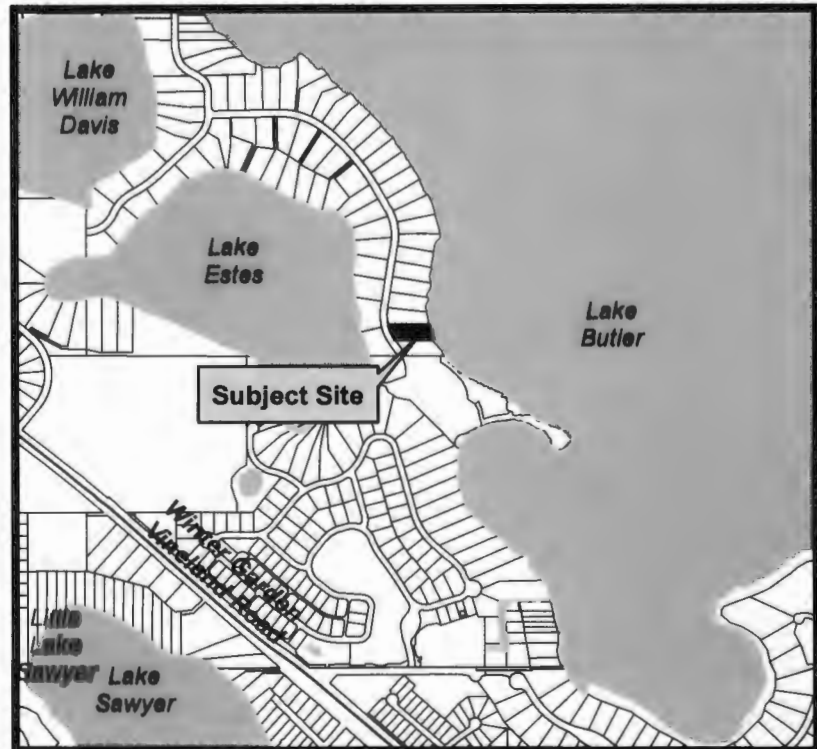 Lake
William
Davis
Lake
Estes
Lake
Butler
Subject Site
Winter Garden
Vineland Road
Little
Lake
Sawyer
Lake
Sawyer